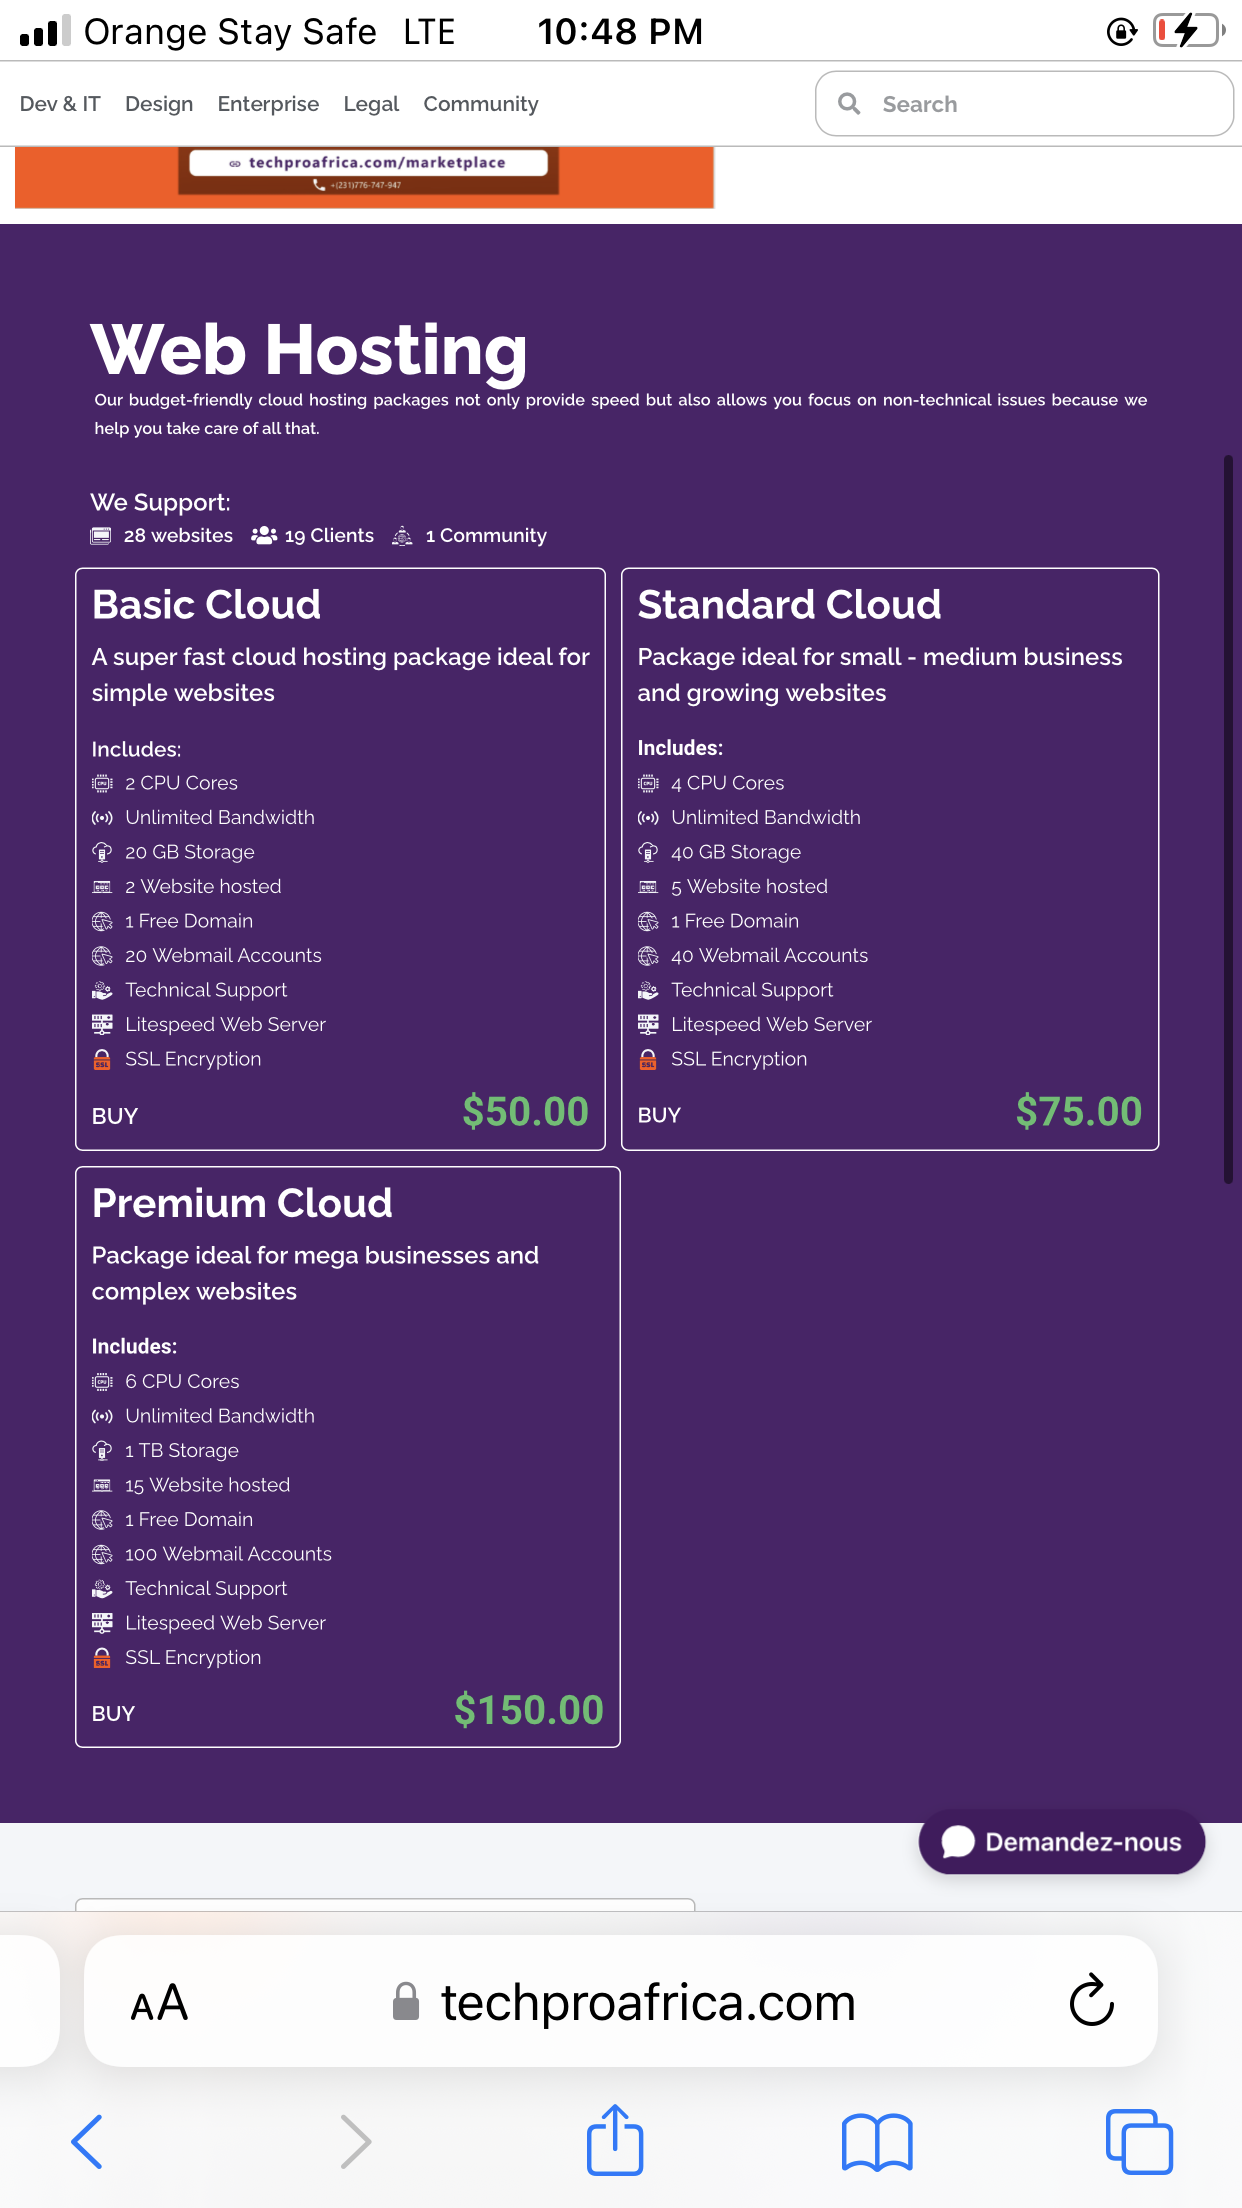 Orange Stay Safe LTE 10:48 PM
Dev & IT Design Enterprise Legal Community Search
techproafrica.com/marketplace
+(231)776-747-947
Web Hosting
Our budget-friendly cloud hosting packages not only provide speed but also allows you focus on non-technical issues because we
help you take care of all that.
We Support:
28 websites 19 Clients 1 Community
Basic Cloud
A super fast cloud hosting package ideal for
simple websites
Includes:
2 CPU Cores
Unlimited Bandwidth
20 GB Storage
2 Website hosted
1 Free Domain
20 Webmail Accounts
Technical Support
Litespeed Web Server
SSL Encryption
BUY $50.00
Standard Cloud
Package ideal for small - medium business
and growing websites
Includes:
4 CPU Cores
Unlimited Bandwidth
40 GB Storage
5 Website hosted
1 Free Domain
40 Webmail Accounts
Technical Support
Litespeed Web Server
SSL Encryption
BUY $75.00
Premium Cloud
Package ideal for mega businesses and
complex websites
Includes:
6 CPU Cores
Unlimited Bandwidth
1 TB Storage
15 Website hosted
1 Free Domain
100 Webmail Accounts
Technical Support
Litespeed Web Server
SSL Encryption
BUY $150.00
Demandez-nous
AA techproafrica.com